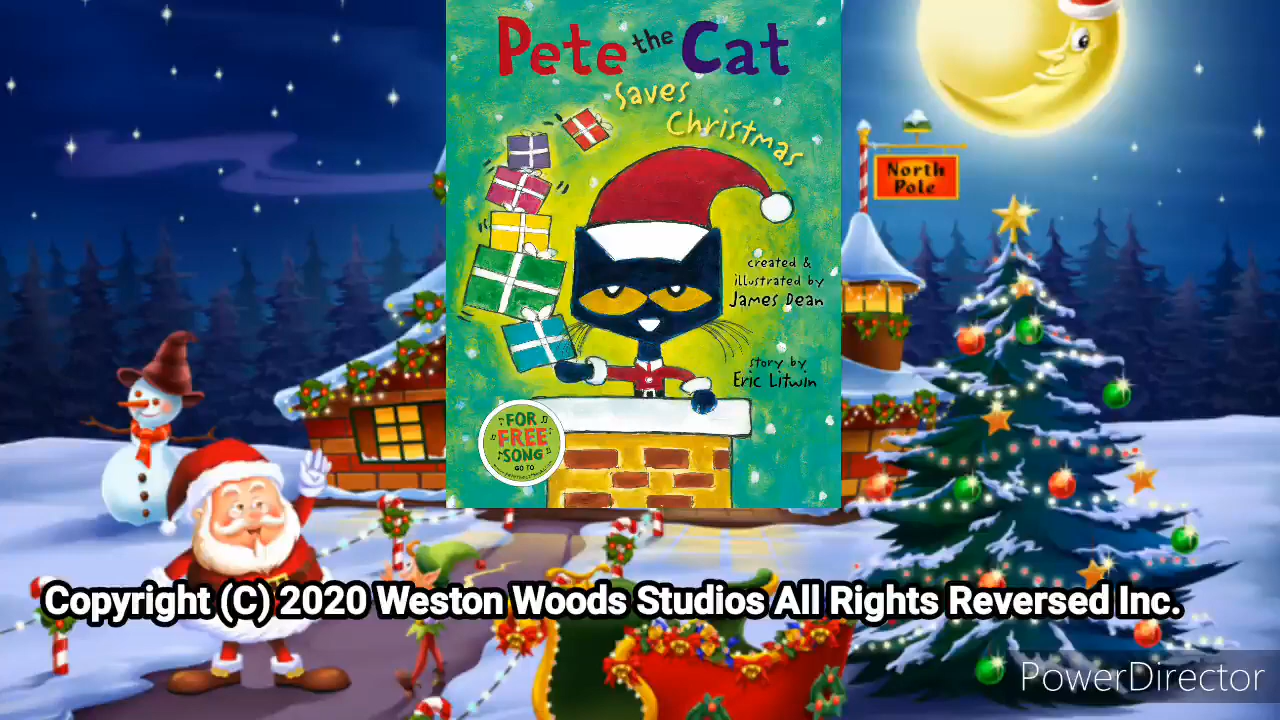 Pete the Cat
Saves
Christmas
North
Pole
created &
illustrated by
James Dean
story by
Eric Litwin
FOR
FREE
SONG
GO TO
Copyright (C) 2020 Weston Woods Studios All Rights Reversed Inc.
PowerDirector